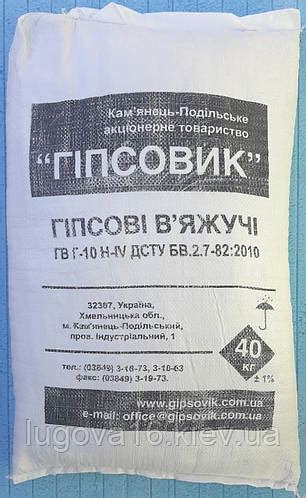 Кам'янець-Подільське
акціонерне товариство
"ГІПСОВИК"
ГІПСОВІ В'ЯЖУЧІ
ГВ Г-10 Н-IV ДСТУ БВ.2.7-82:2010
32307, Україна,
Хмельницька обл.,
м. Кам'янець-Подільський,
пров. Індустріальний, 1
тел.: (03849) 3-16-73, 3-10-63
факс: (03849) 3-19-73.
40
КГ
± 1%
www.gipsovik.com.ua
e-mail: office@gipsovik.com.ua
lugova16.kiev.ua